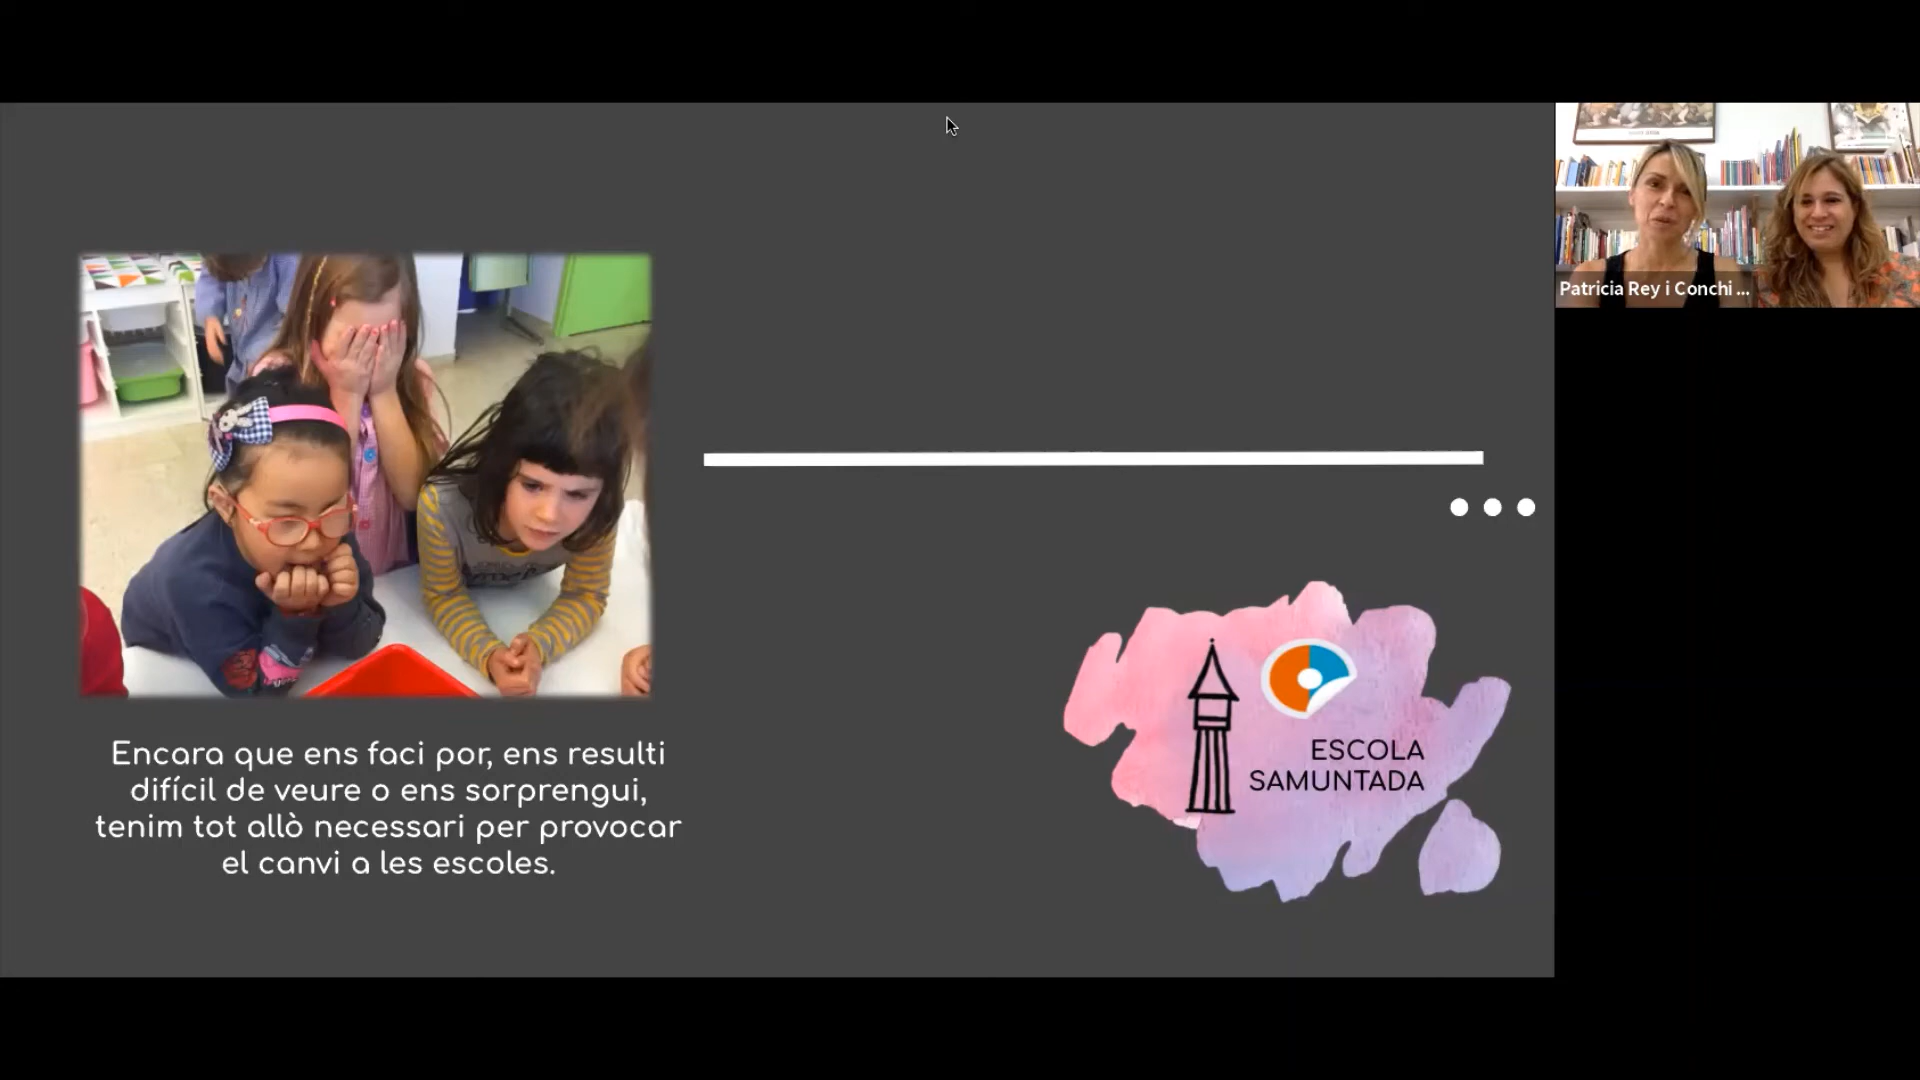 Patricia Rey i Conchi ...
Encara que ens faci por, ens resulti
difícil de veure o ens sorprengui,
tenim tot allò necessari per provocar
el canvi a les escoles.
ESCOLA
SAMUNTADA